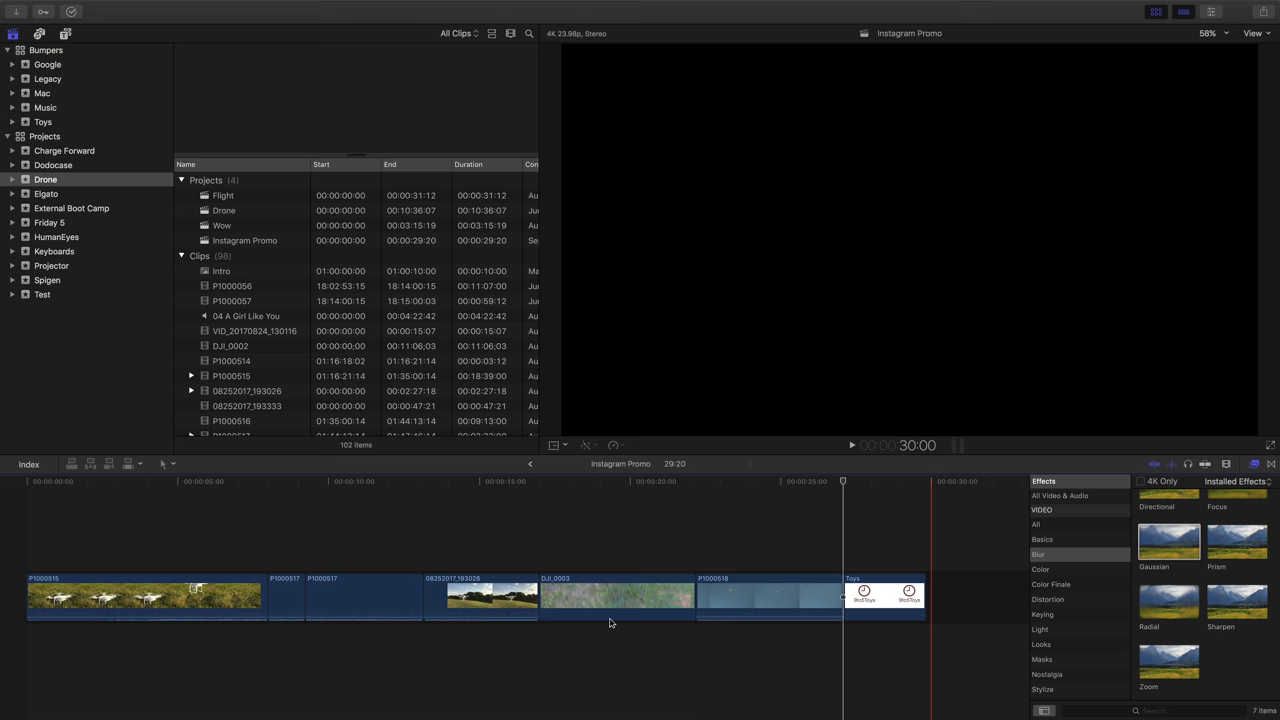 All Clips
4K 23.98p, Stereo
Instagram Promo
58%
View
Bumpers
Google
Legacy
Mac
Music
Toys
Projects
Charge Forward
Dodocase
Drone
Elgato
External Boot Camp
Friday 5
HumanEyes
Keyboards
Projector
Spigen
Test
Name Start End Duration Con
Projects (4)
Flight 00:00:00:00 00:00:31:12 00:00:31:12 Au
Drone 00:00:00:00 00:10:36:07 00:10:36:07 Jur
Wow 00:00:00:00 00:03:15:19 00:03:15:19 Au
Instagram Promo 00:00:00:00 00:00:29:20 00:00:29:20 Se
Clips (98)
Intro 01:00:00:00 01:00:10:00 00:00:10:00 Ma
P1000056 18:02:53:15 18:14:00:15 00:11:07:00 Jur
P1000057 18:14:00:15 18:15:00:03 00:00:59:12 Jur
04 A Girl Like You 00:00:00:00 00:04:22:42 00:04:22:42 Au
VID_20170824_130116 00:00:00:00 00:00:15:07 00:00:15:07 Au
DJI_0002 00:00:00;00 00:11:06;03 00:11:06;03 Au
P1000514 01:16:18:02 01:16:21:14 00:00:03:12 Au
P1000515 01:16:21:14 01:35:00:14 00:18:39:00 Au
08252017_193026 00:00:00:00 00:02:27:18 00:02:27:18 Au
08252017_193333 00:00:00:00 00:00:47:21 00:00:47:21 Au
P1000516 01:35:00:14 01:44:13:14 00:09:13:00 Au
102 items
00:00:00:30:00
Index
Instagram Promo 29:20
00:00:00:00 00:00:05:00 00:00:10:00 00:00:15:00 00:00:20:00 00:00:25:00 00:00:30:00
P1000515 P1000517 P1000517 08252017_193026 DJI_0003 P1000518 Toys
9to5Toys 9to5Toys
Effects
4K Only
Installed Effects
All Video & Audio
VIDEO
All
Basics
Blur
Color
Color Finale
Distortion
Keying
Light
Looks
Masks
Nostalgia
Stylize
Directional Focus
Gaussian Prism
Radial Sharpen
Zoom
Search
7 items